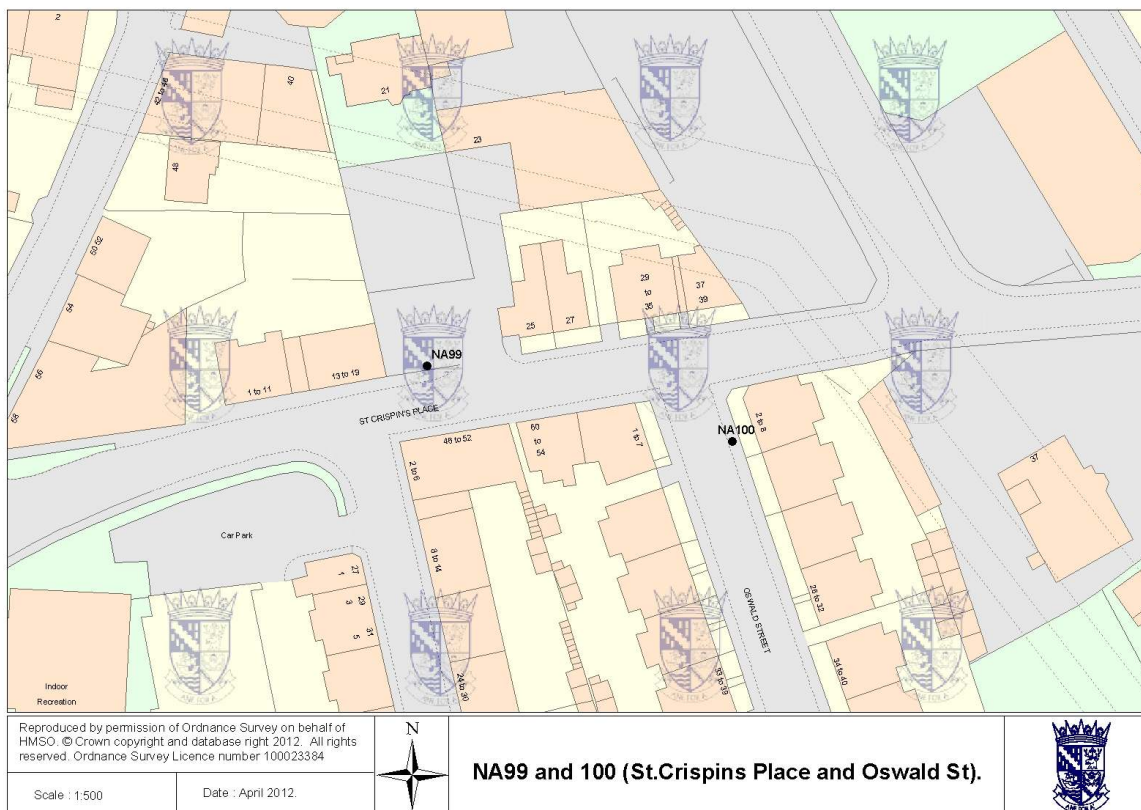 2
42 to 46
40
21
23
48
50 52
54
56
58
25
27
29
to
35
37
39
NA99
1 to 11
13 to 19
ST CRISPIN'S PLACE
48 to 52
60
to
54
1 to 7
NA100
2 to 8
2 to 6
37
Car Park
8 to 14
27
1
29
3
31
5
26 to 32
OSWALD STREET
Indoor
Recreation
24 to 30
33 to 39
34 to 40
Reproduced by permission of Ordnance Survey on behalf of
HMSO. © Crown copyright and database right 2012. All rights
reserved. Ordnance Survey Licence number 100023384
Scale : 1:500
Date : April 2012.
N
NA99 and 100 (St.Crispins Place and Oswald St).